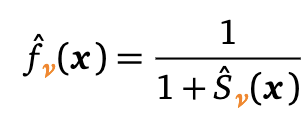 f̂_ν(x) = 1 / (1 + Ŝ_ν(x))